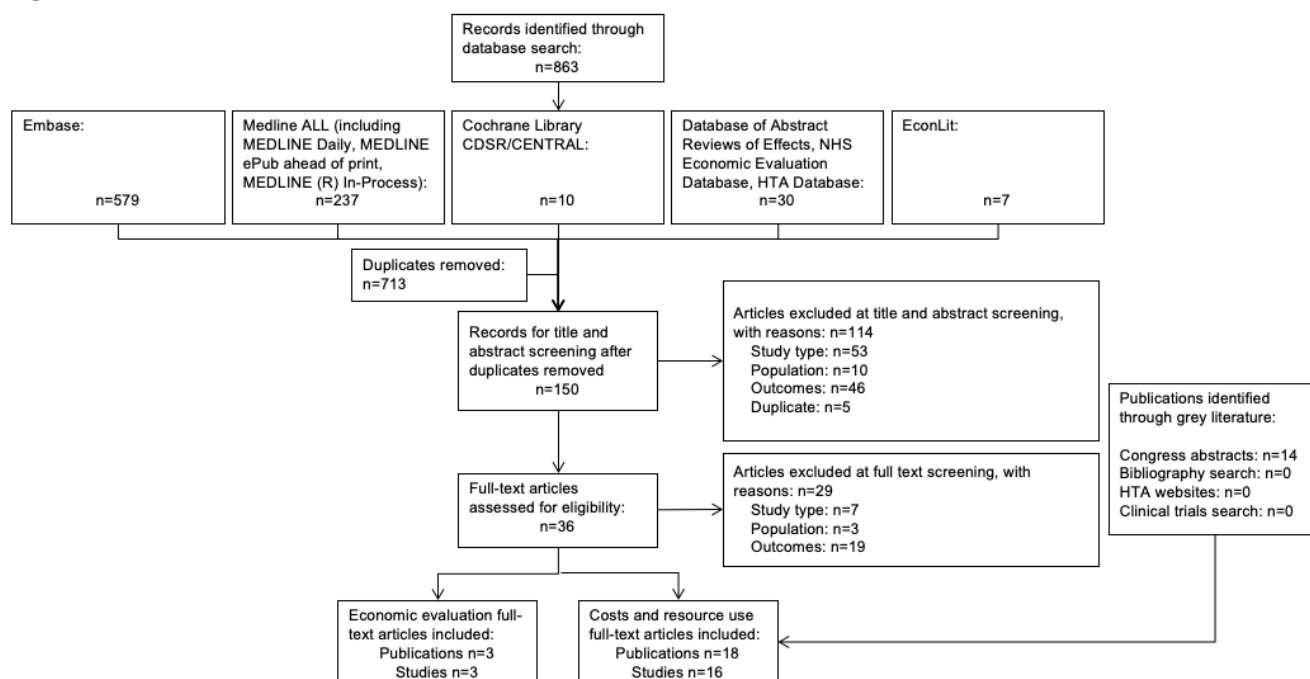 Records identified through
database search:
n=863
Embase:
n=579
Medline ALL (including
MEDLINE Daily, MEDLINE
ePub ahead of print,
MEDLINE (R) In-Process):
n=237
Cochrane Library
CDSR/CENTRAL:
n=10
Database of Abstract
Reviews of Effects, NHS
Economic Evaluation
Database, HTA Database:
n=30
EconLit:
n=7
Duplicates removed:
n=713
Records for title and
abstract screening after
duplicates removed
n=150
Articles excluded at title and abstract screening,
with reasons: n=114
Study type: n=53
Population: n=10
Outcomes: n=46
Duplicate: n=5
Publications identified
through grey literature:
Congress abstracts: n=14
Bibliography search: n=0
HTA websites: n=0
Clinical trials search: n=0
Full-text articles
assessed for eligibility:
n=36
Articles excluded at full text screening, with
reasons: n=29
Study type: n=7
Population: n=3
Outcomes: n=19
Economic evaluation full-
text articles included:
Publications n=3
Studies n=3
Costs and resource use
full-text articles included:
Publications n=18
Studies n=16